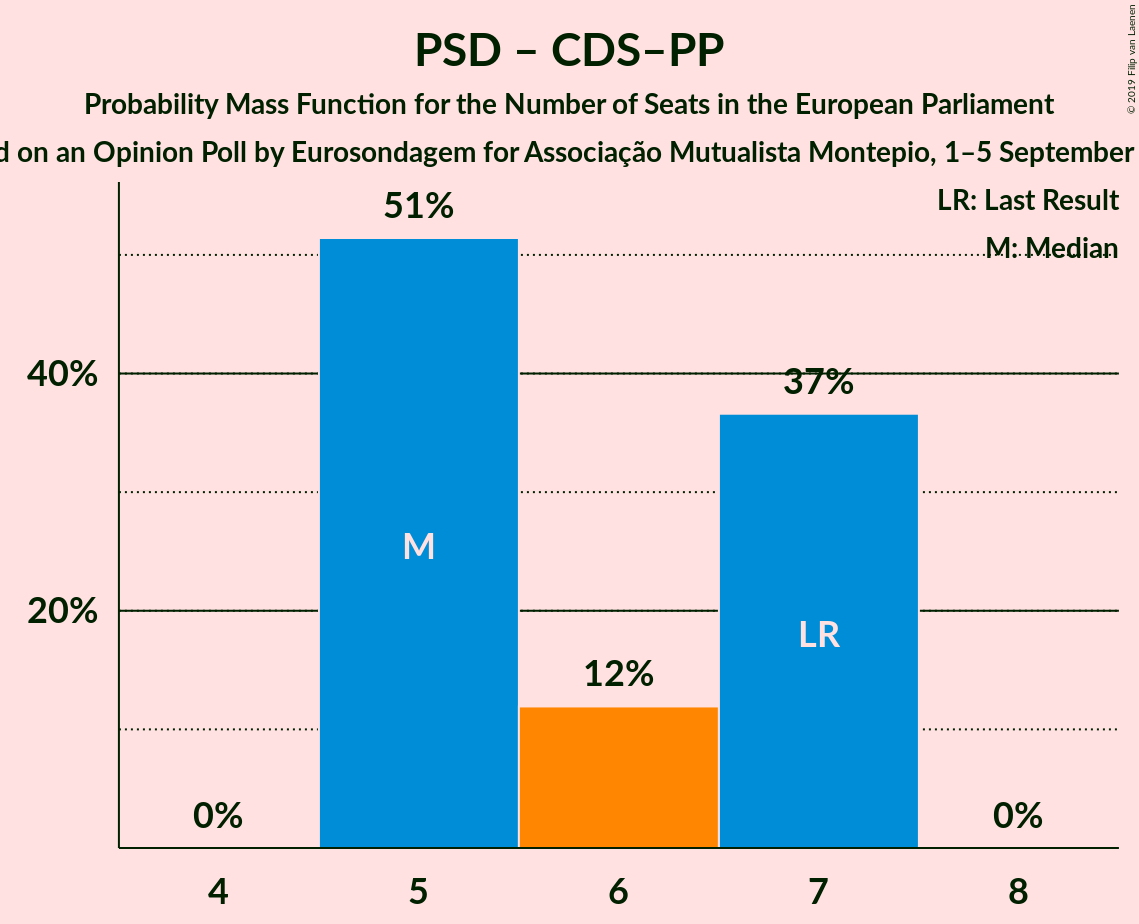 PSD – CDS–PP
Probability Mass Function for the Number of Seats in the European Parliament
on an Opinion Poll by Eurosondagem for Associação Mutualista Montepio, 1–5 September
© 2019 Filip van Laenen
LR: Last Result
M: Median
51%
40%
37%
M
20%
LR
12%
0%
0%
4
5
6
7
8